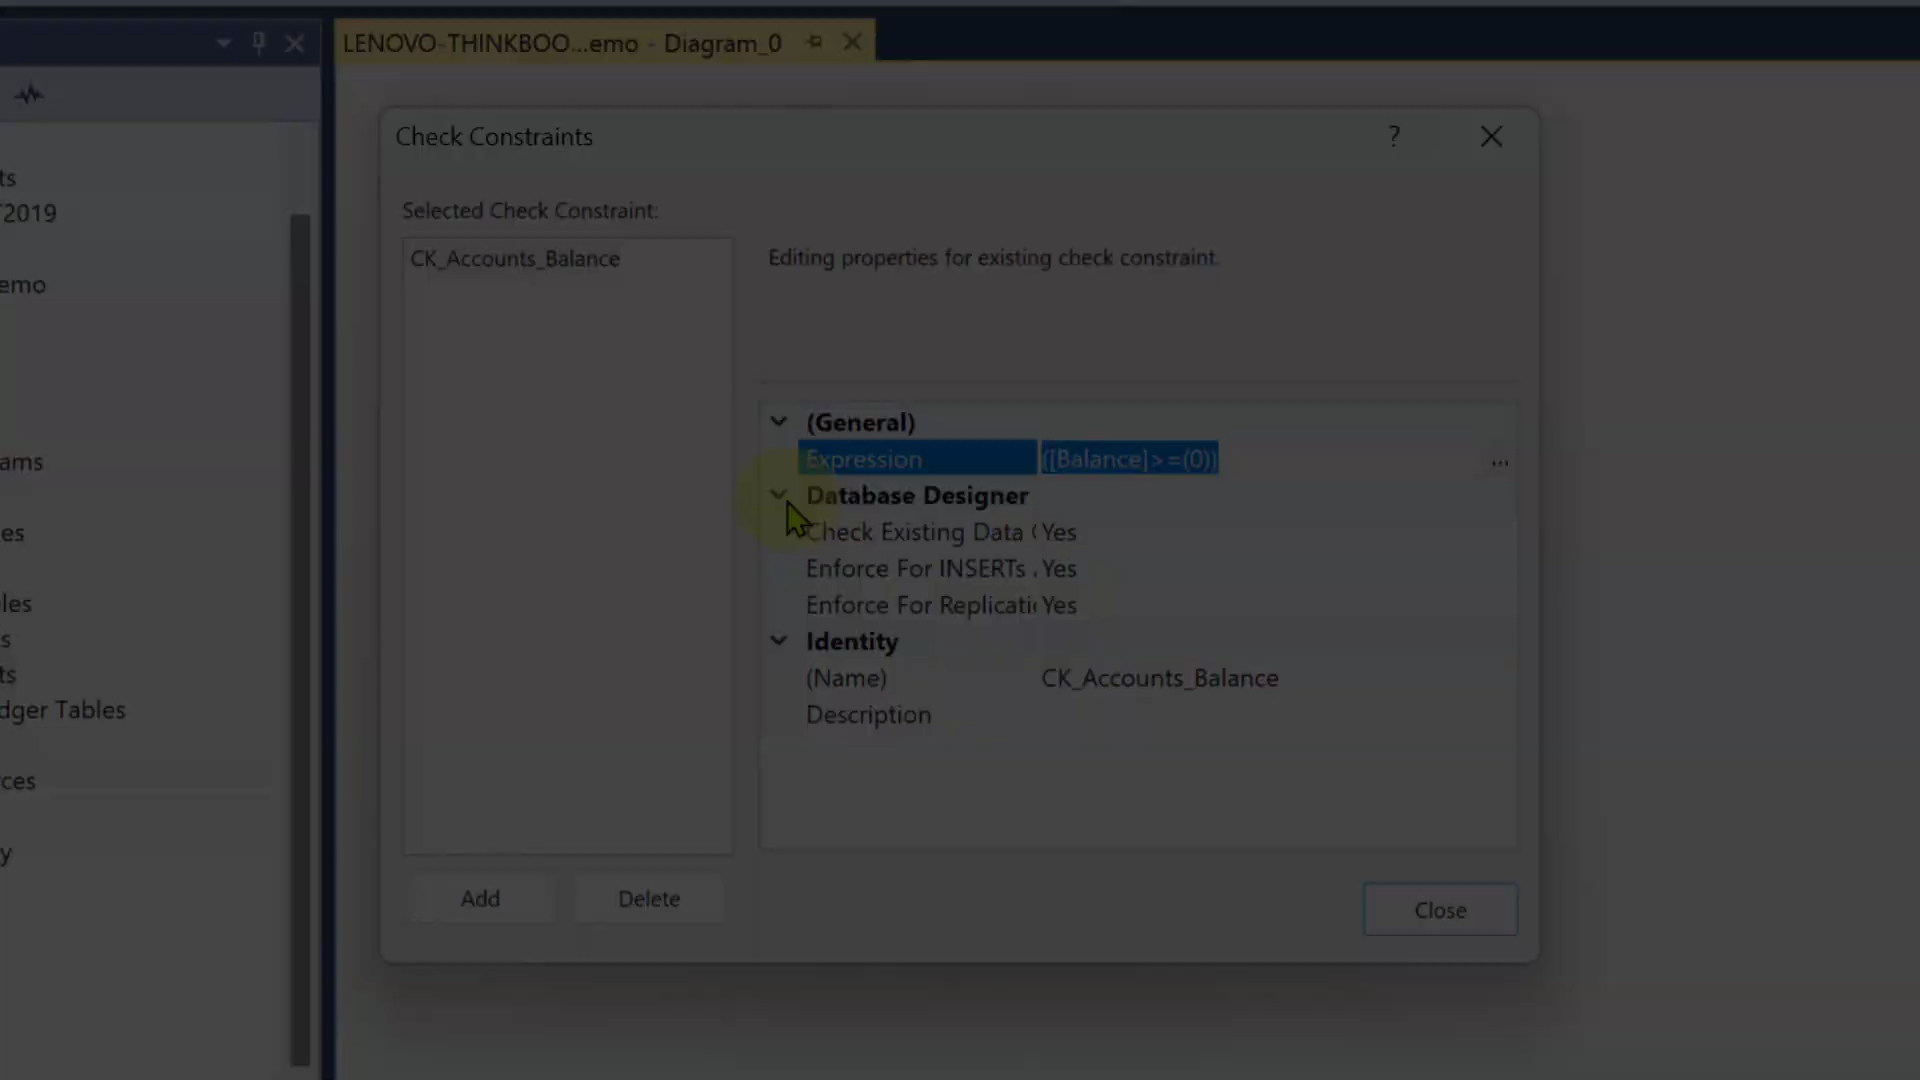 LENOVO-THINKBOO...emo - Diagram_0
ts
T2019
emo
ams
es
les
s
ts
dger Tables
ces
y
Check Constraints
?
Selected Check Constraint:
CK_Accounts_Balance
Editing properties for existing check constraint.
(General)
Expression ([Balance]>=(0)) ...
Database Designer
Check Existing Data Yes
Enforce For INSERTs Yes
Enforce For Replicati Yes
Identity
(Name) CK_Accounts_Balance
Description
Add Delete
Close